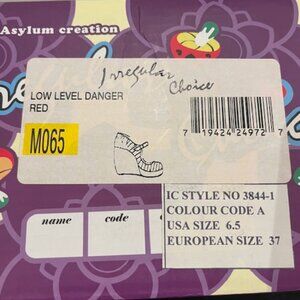 Asylum creation
Irregular
Choice
LOW LEVEL DANGER
RED
M065
7 19424 24972 7
IC STYLE NO 3844-1
COLOUR CODE A
USA SIZE 6.5
EUROPEAN SIZE 37
name
code